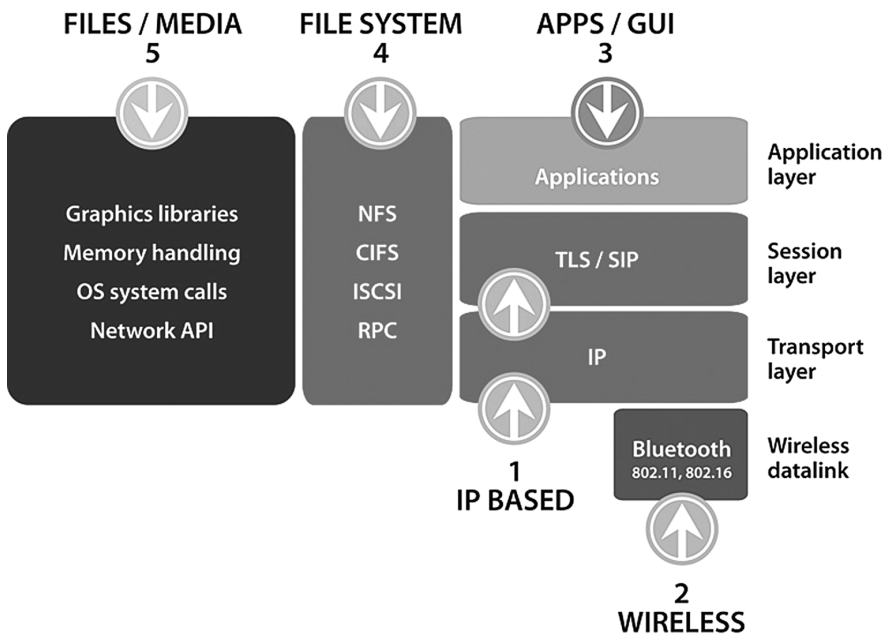 FILES / MEDIA
5
FILE SYSTEM
4
APPS / GUI
3
Graphics libraries
Memory handling
OS system calls
Network API
NFS
CIFS
ISCSI
RPC
Applications
Application
layer
TLS / SIP
Session
layer
IP
Transport
layer
Bluetooth
802.11, 802.16
Wireless
datalink
1
IP BASED
2
WIRELESS